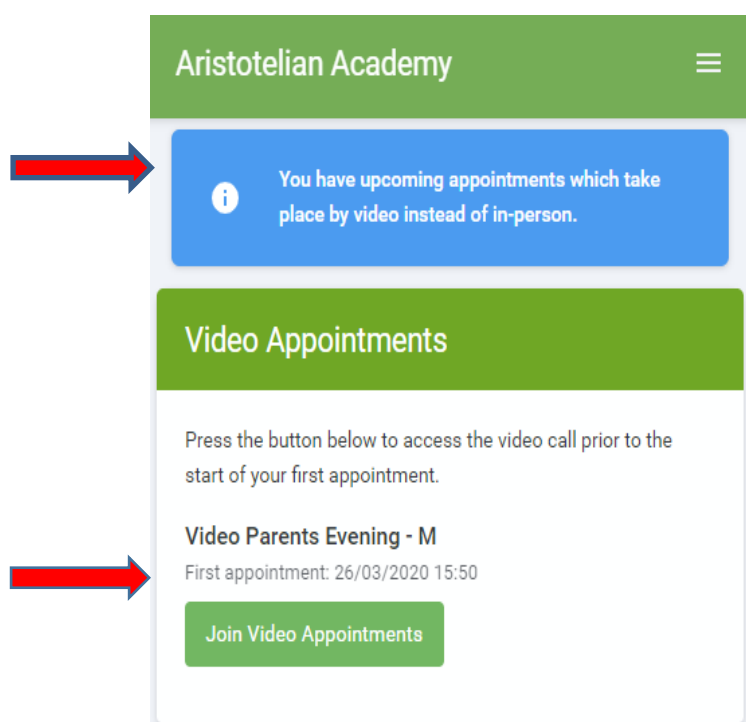 Aristotelian Academy
You have upcoming appointments which take
place by video instead of in-person.
Video Appointments
Press the button below to access the video call prior to the
start of your first appointment.
Video Parents Evening - M
First appointment: 26/03/2020 15:50
Join Video Appointments